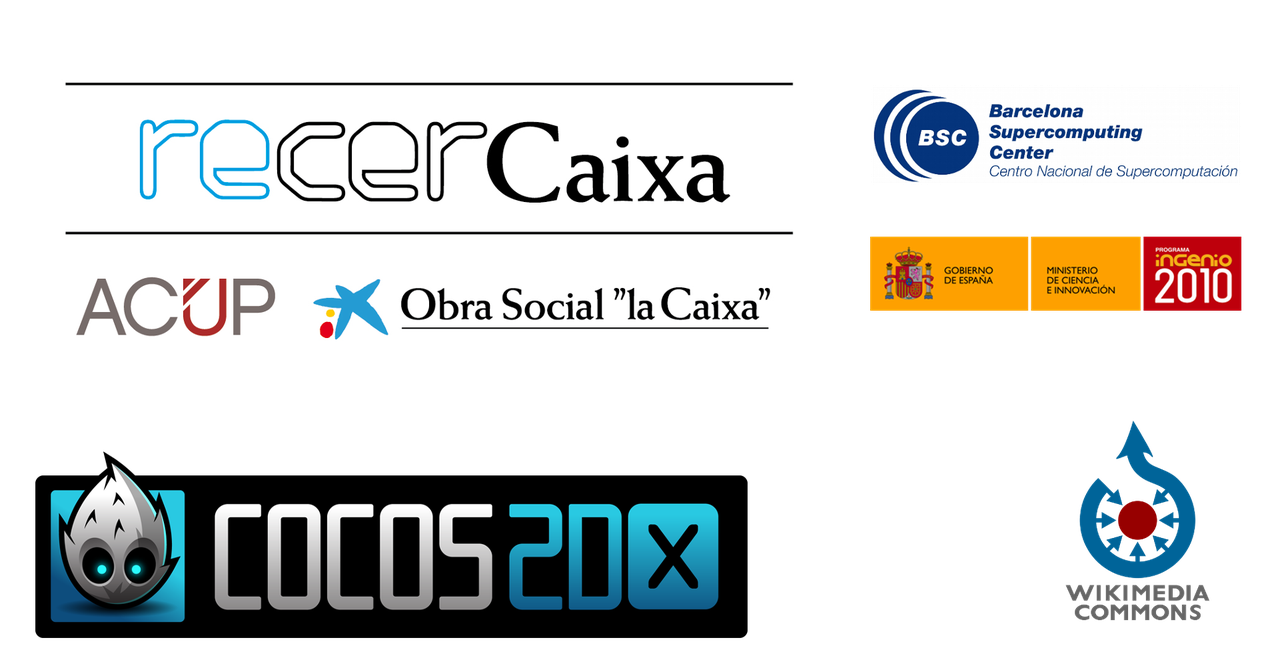 recerCaixa
ACUP
Obra Social "la Caixa"
BSC
Barcelona
Supercomputing
Center
Centro Nacional de Supercomputación
GOBIERNO
DE ESPAÑA
MINISTERIO
DE CIENCIA
E INNOVACIÓN
PROGRAMA
inGenio
2010
COCOS2DX
WIKIMEDIA
COMMONS